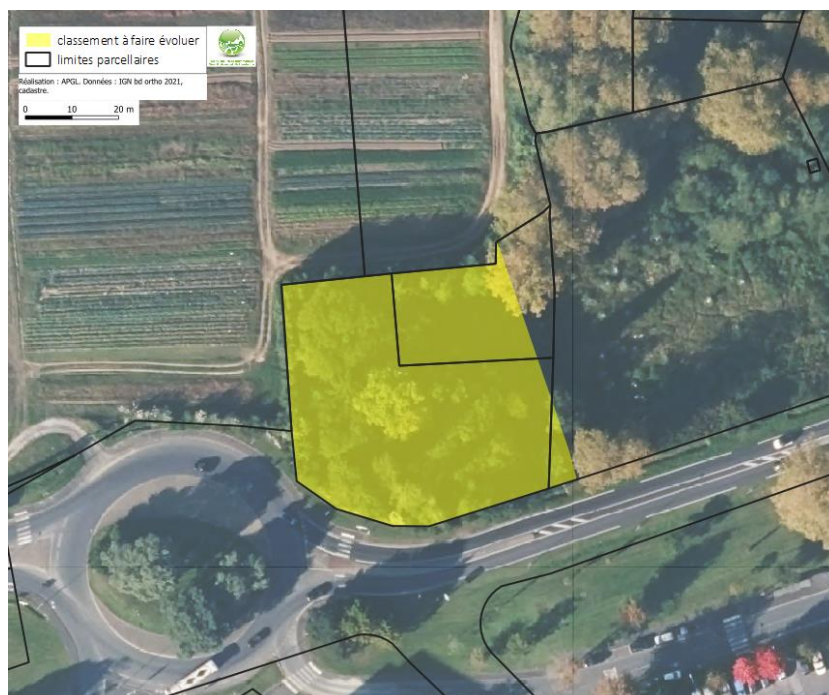 classement à faire évoluer
limites parcellaires
Réalisation : APGL. Données : IGN bd ortho 2021,
cadastre.
0 10 20 m